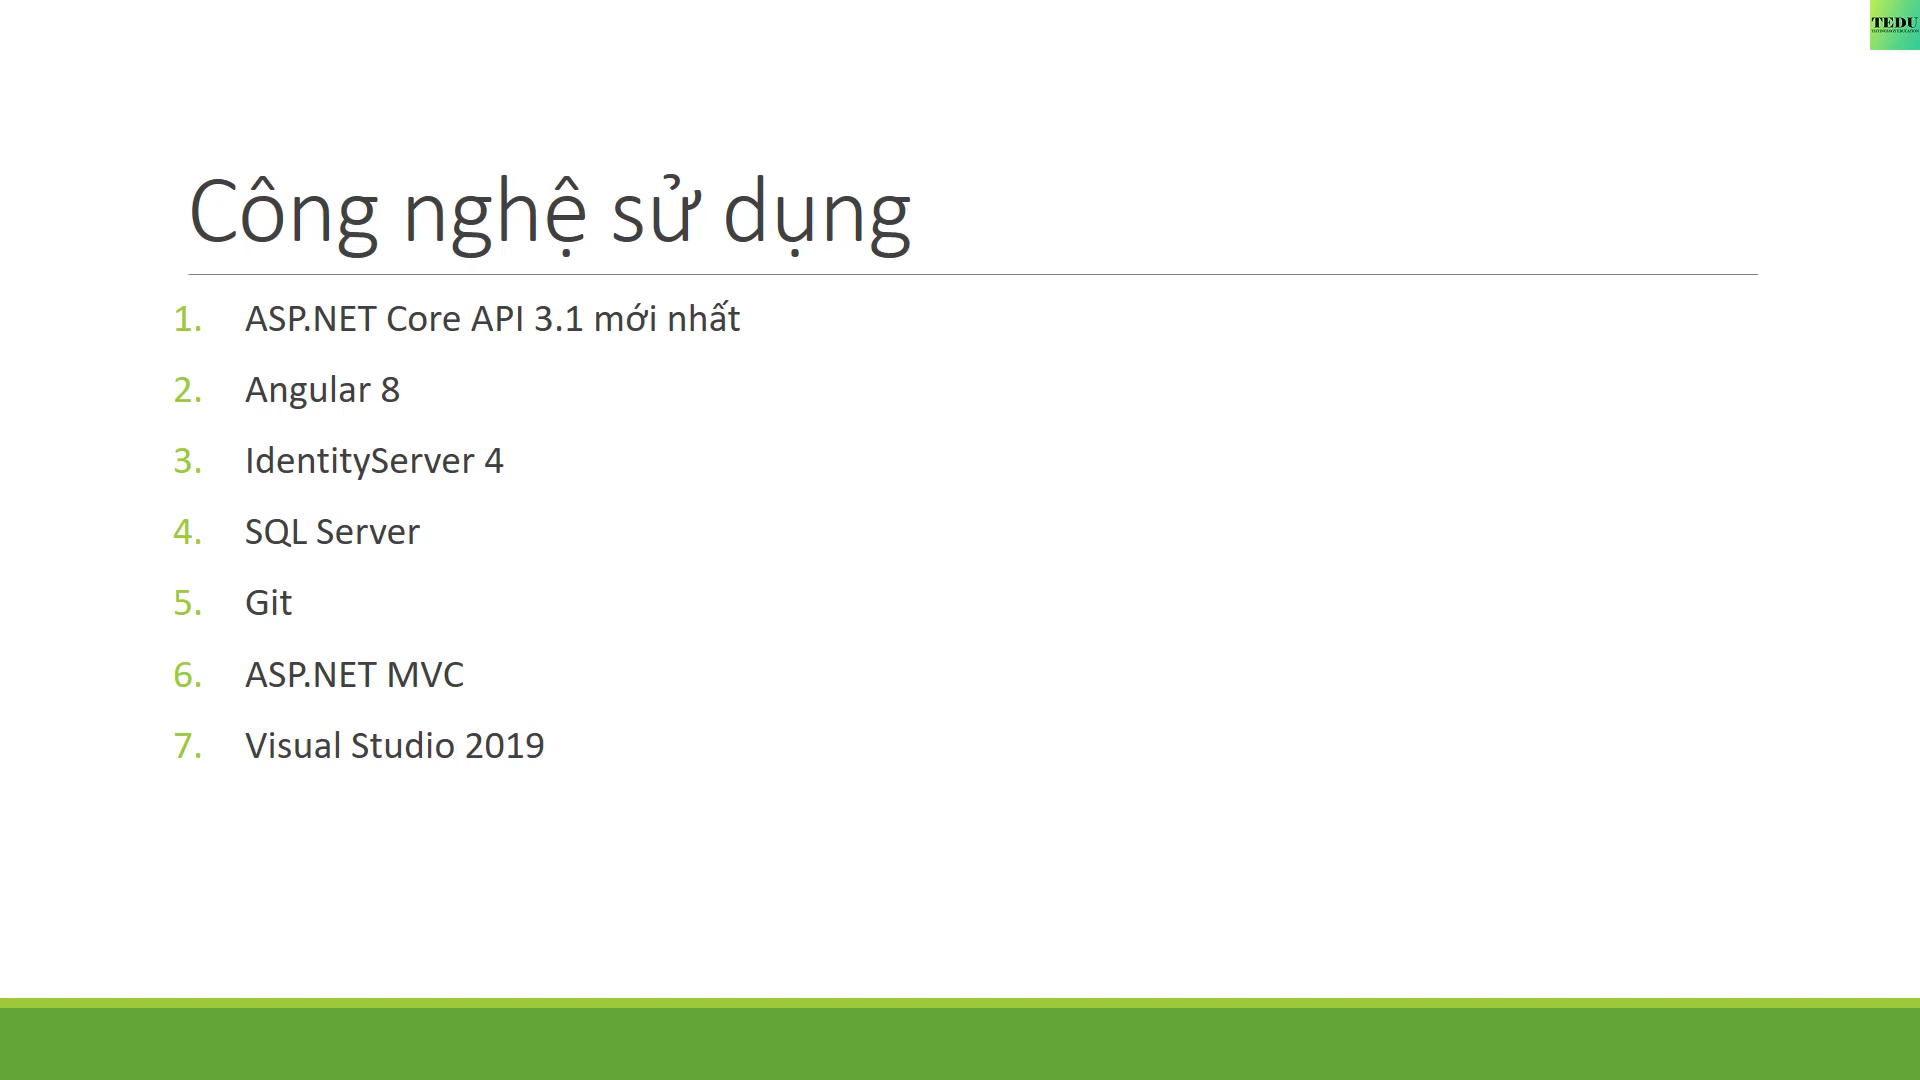 TEDU
Công nghệ sử dụng
1. ASP.NET Core API 3.1 mới nhất
2. Angular 8
3. IdentityServer 4
4. SQL Server
5. Git
6. ASP.NET MVC
7. Visual Studio 2019